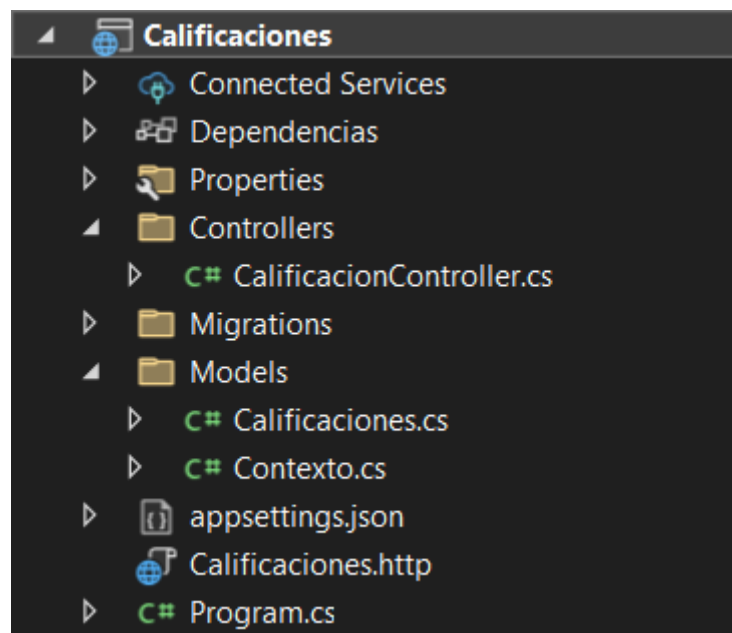 Calificaciones
Connected Services
Dependencias
Properties
Controllers
C# CalificacionController.cs
Migrations
Models
C# Calificaciones.cs
C# Contexto.cs
appsettings.json
Calificaciones.http
C# Program.cs